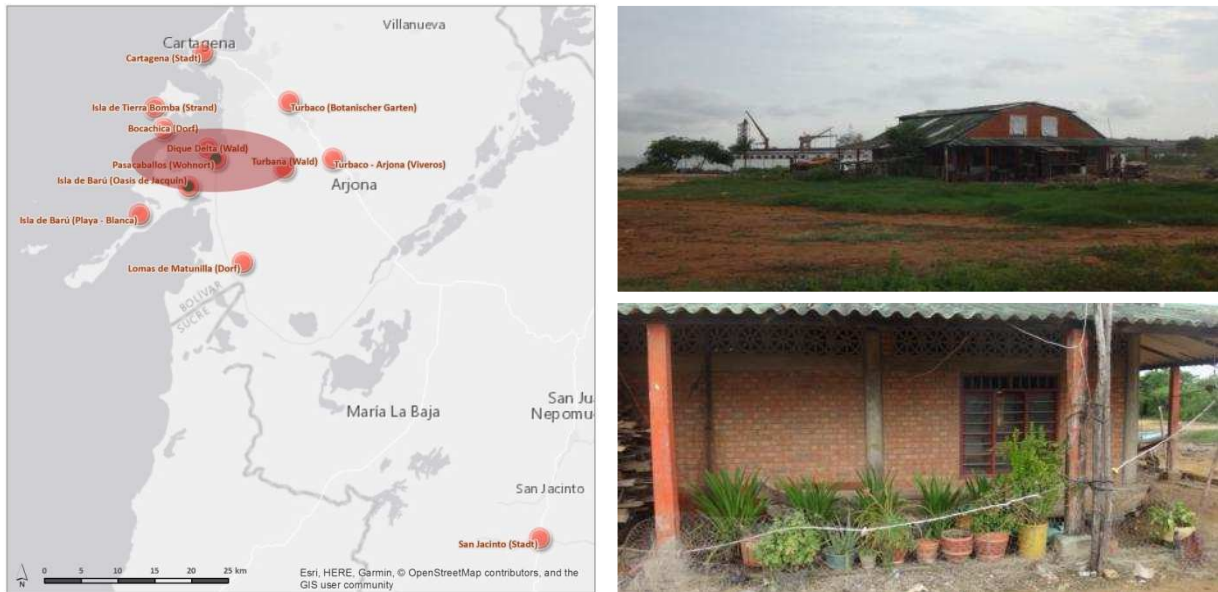 Villanueva
Cartagena
Cartagena (Stadt)
Isla de Tierra Bomba (Strand)
Turbaco (Botanischer Garten)
Bocachica (Dorf)
Dique Delta (Wald)
Pasacaballos (Wohnort)
Turbana (Wald)
Turbaco - Arjona (Viveros)
Isla de Barú (Oasis de Jacquin)
Arjona
Isla de Barú (Playa - Blanca)
Lomas de Matunilla (Dorf)
BOLÍVAR
SUCRE
María La Baja
San Ju
Nepomu
San Jacinto
San Jacinto (Stadt)
N
0 5 10 15 20 25 km
Esri, HERE, Garmin, © OpenStreetMap contributors, and the
GIS user community